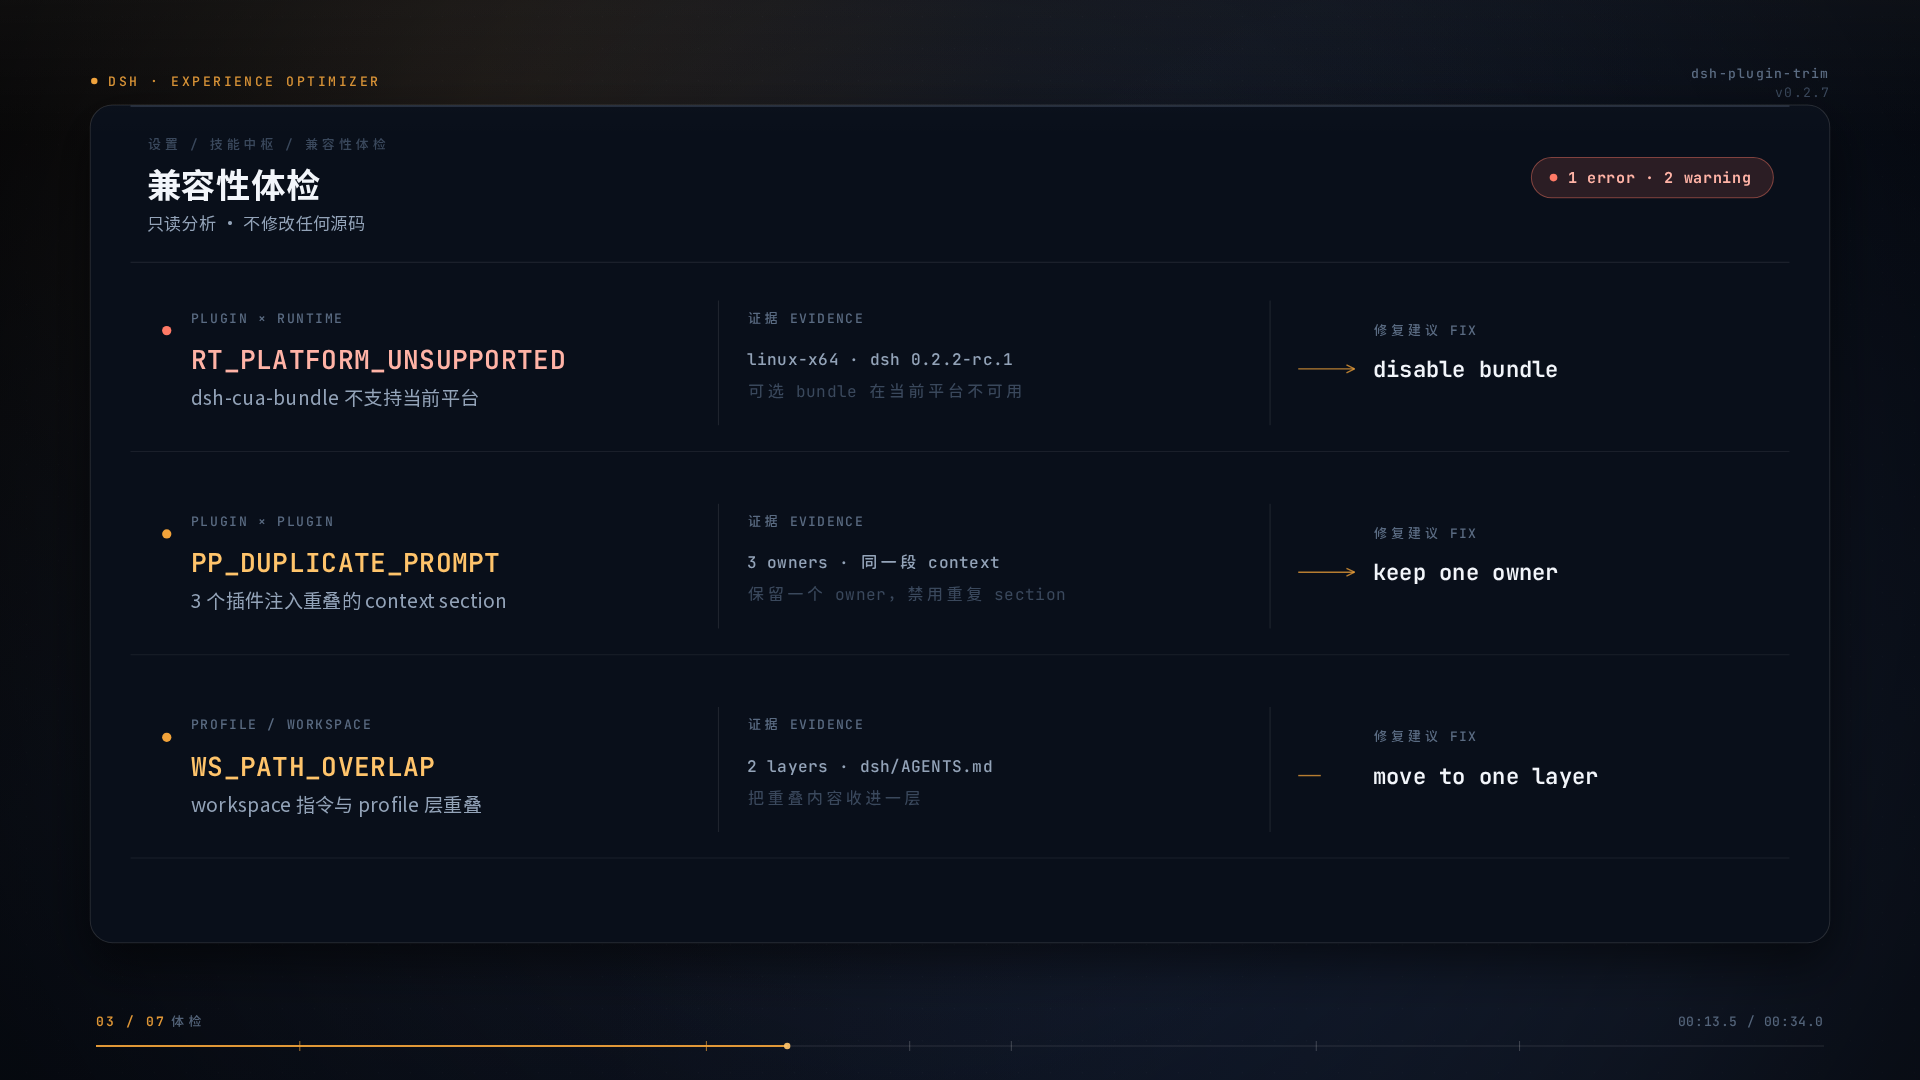 DSH · EXPERIENCE OPTIMIZER
dsh-plugin-trim
v0.2.7
设置 / 技能中枢 / 兼容性体检
兼容性体检
只读分析 · 不修改任何源码
1 error · 2 warning
PLUGIN × RUNTIME
RT_PLATFORM_UNSUPPORTED
dsh-cua-bundle 不支持当前平台
证据 EVIDENCE
linux-x64 · dsh 0.2.2-rc.1
可选 bundle 在当前平台不可用
修复建议 FIX
disable bundle
PLUGIN × PLUGIN
PP_DUPLICATE_PROMPT
3 个插件注入重叠的 context section
证据 EVIDENCE
3 owners · 同一段 context
保留一个 owner, 禁用重复 section
修复建议 FIX
keep one owner
PROFILE / WORKSPACE
WS_PATH_OVERLAP
workspace 指令与 profile 层重叠
证据 EVIDENCE
2 layers · dsh/AGENTS.md
把重叠内容收进一层
修复建议 FIX
move to one layer
03 / 07 体检
00:13.5 / 00:34.0